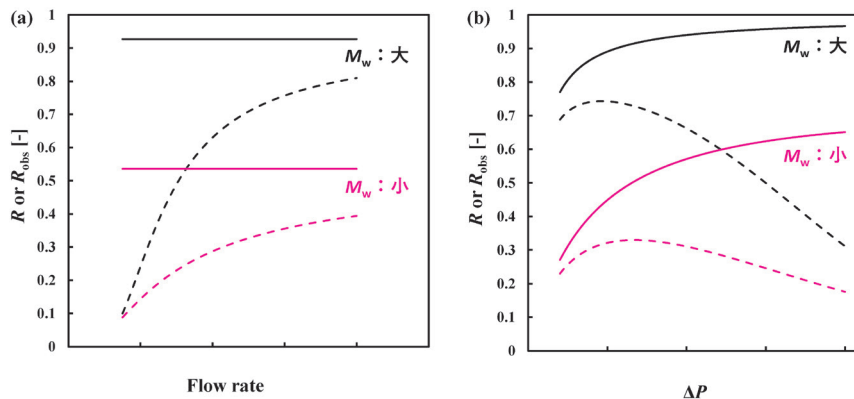 (a)
R or R_obs [-]
1
0.9
0.8
0.7
0.6
0.5
0.4
0.3
0.2
0.1
0
M_w：大
M_w：小
Flow rate
(b)
R or R_obs [-]
1
0.9
0.8
0.7
0.6
0.5
0.4
0.3
0.2
0.1
0
M_w：大
M_w：小
ΔP